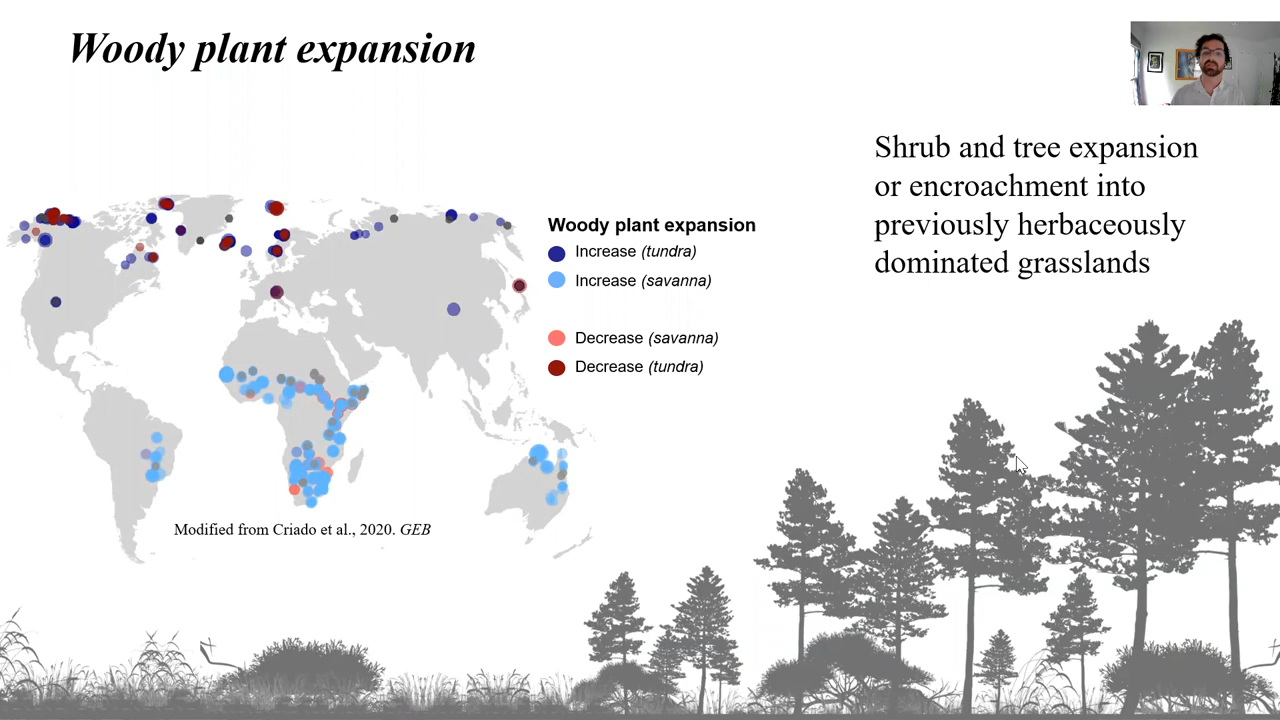 Woody plant expansion
Shrub and tree expansion
or encroachment into
previously herbaceously
dominated grasslands
Woody plant expansion
Increase (tundra)
Increase (savanna)
Decrease (savanna)
Decrease (tundra)
Modified from Criado et al., 2020. GEB